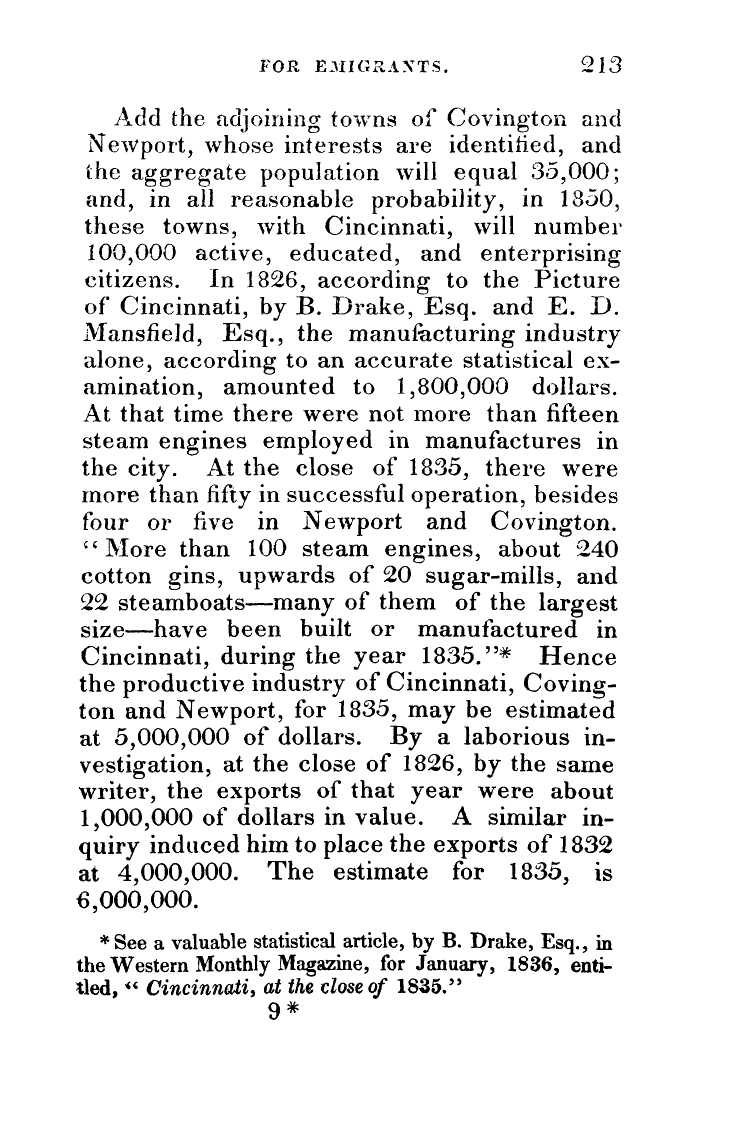 FOR EMIGRANTS. 213
Add the adjoining towns of Covington and
Newport, whose interests are identified, and
the aggregate population will equal 35,000;
and, in all reasonable probability, in 1850,
these towns, with Cincinnati, will number
100,000 active, educated, and enterprising
citizens. In 1826, according to the Picture
of Cincinnati, by B. Drake, Esq. and E. D.
Mansfield, Esq., the manufacturing industry
alone, according to an accurate statistical ex-
amination, amounted to 1,800,000 dollars.
At that time there were not more than fifteen
steam engines employed in manufactures in
the city. At the close of 1835, there were
more than fifty in successful operation, besides
four or five in Newport and Covington.
“More than 100 steam engines, about 240
cotton gins, upwards of 20 sugar-mills, and
22 steamboats—many of them of the largest
size—have been built or manufactured in
Cincinnati, during the year 1835.”* Hence
the productive industry of Cincinnati, Coving-
ton and Newport, for 1835, may be estimated
at 5,000,000 of dollars. By a laborious in-
vestigation, at the close of 1826, by the same
writer, the exports of that year were about
1,000,000 of dollars in value. A similar in-
quiry induced him to place the exports of 1832
at 4,000,000. The estimate for 1835, is
6,000,000.
* See a valuable statistical article, by B. Drake, Esq., in
the Western Monthly Magazine, for January, 1836, enti-
tled, “ Cincinnati, at the close of 1835.”
9*